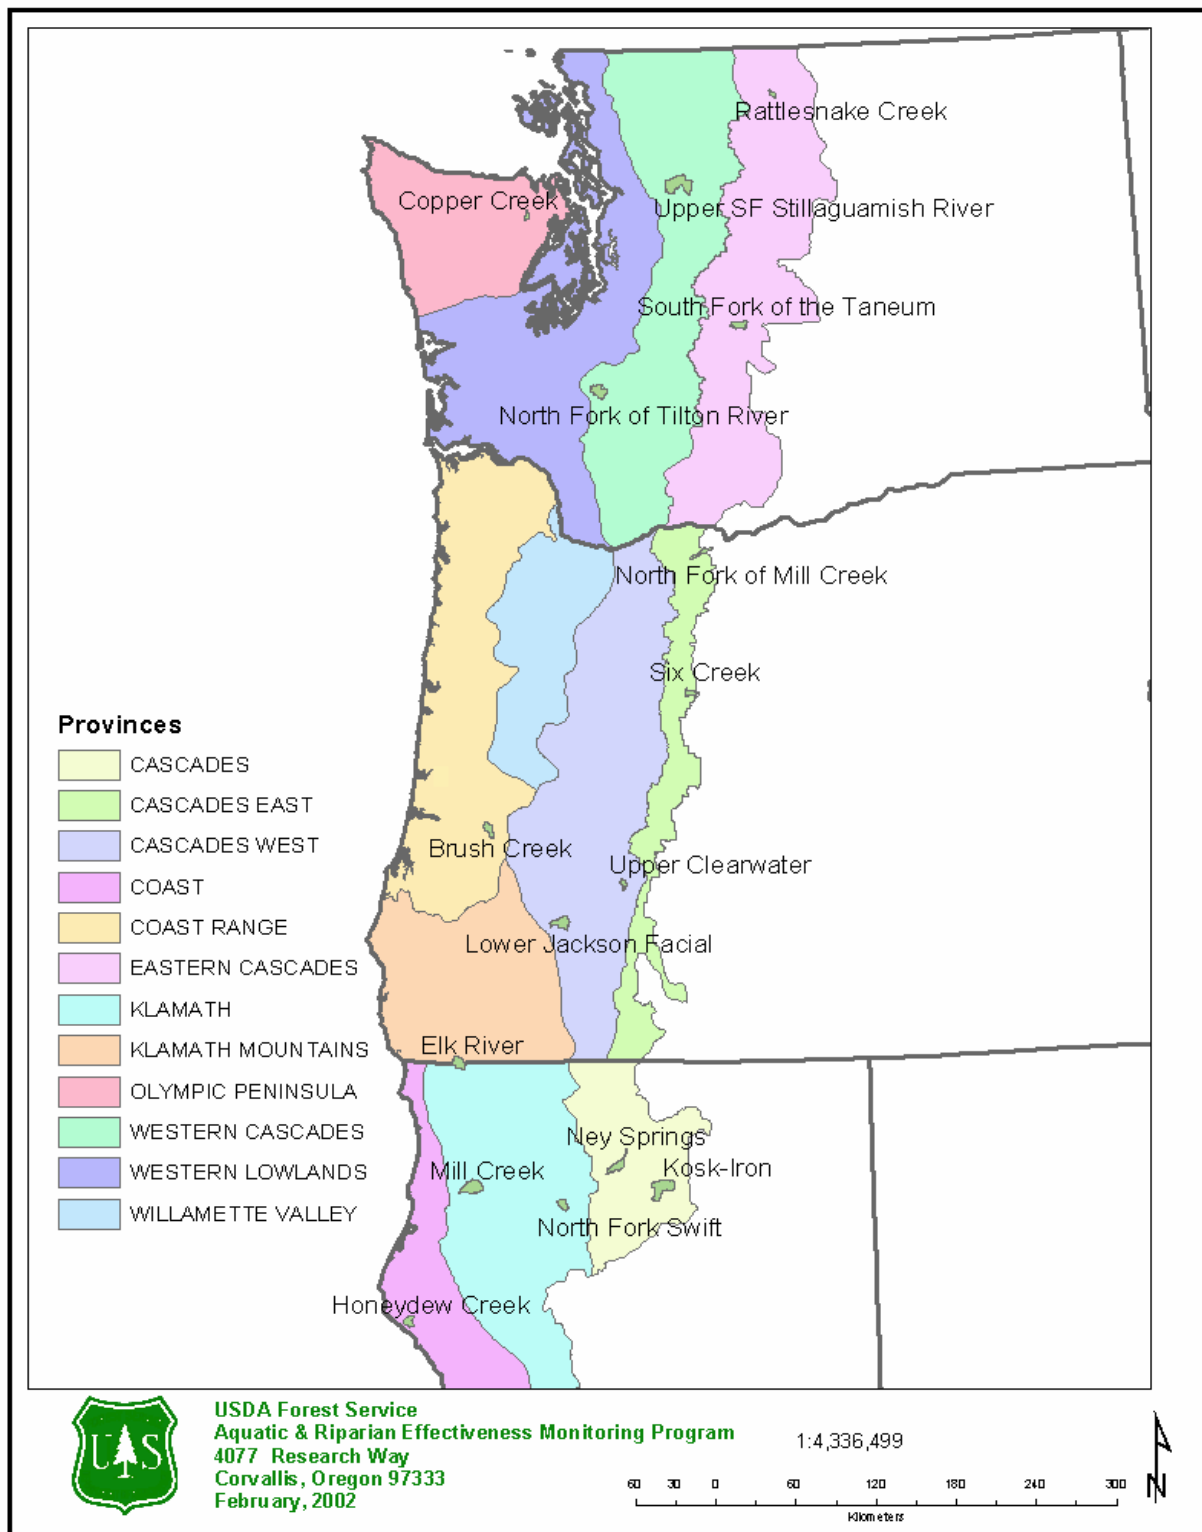 Rattlesnake Creek
Copper Creek
Upper SF Stillaguamish River
South Fork of the Taneum
North Fork of Tilton River
North Fork of Mill Creek
Six Creek
Provinces
CASCADES
CASCADES EAST
CASCADES WEST
COAST
COAST RANGE
EASTERN CASCADES
KLAMATH
KLAMATH MOUNTAINS
OLYMPIC PENINSULA
WESTERN CASCADES
WESTERN LOWLANDS
WILLAMETTE VALLEY
Brush Creek
Upper Clearwater
Lower Jackson Facial
Elk River
Ney Springs
Mill Creek
Kosk-Iron
North Fork Swift
Honeydew Creek
U S
USDA Forest Service
Aquatic & Riparian Effectiveness Monitoring Program
4077 Research Way
Corvallis, Oregon 97333
February, 2002
1:4,336,499
60 30 0 60 120 180 240 300
Kilometers
N